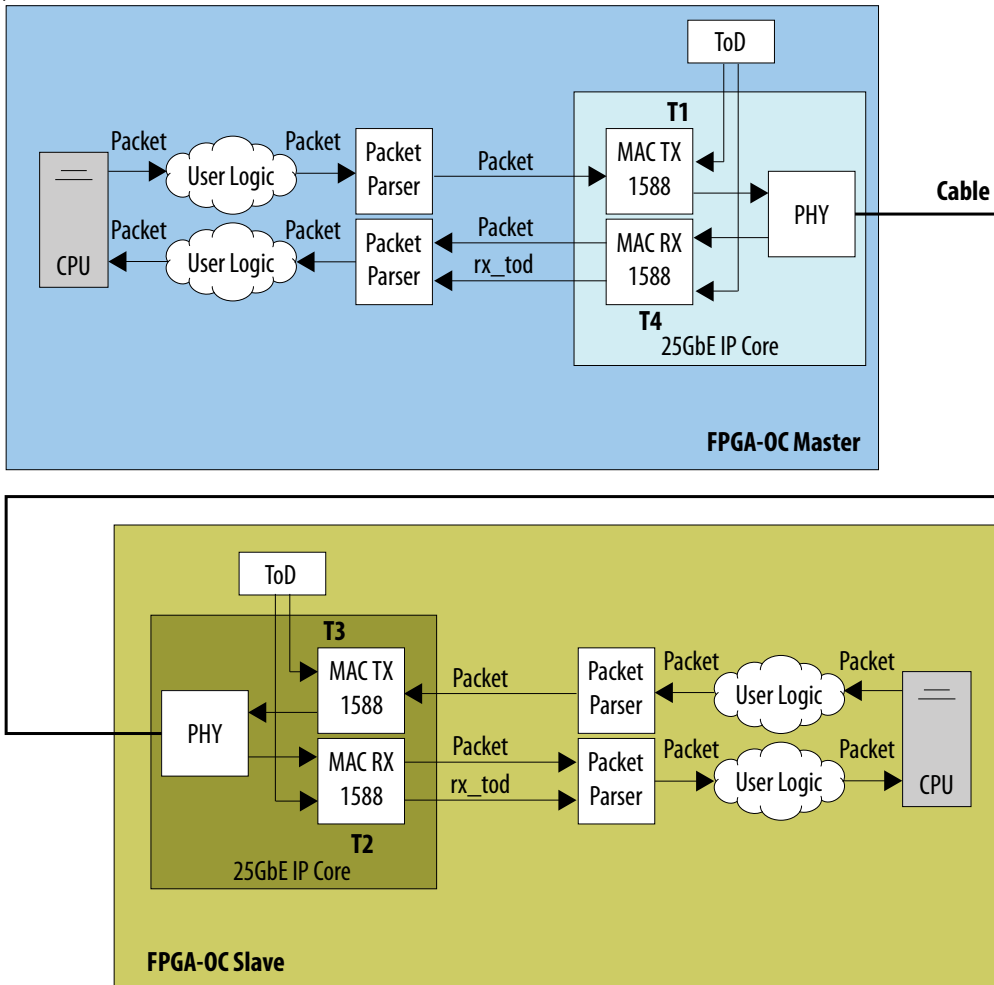 ToD
T1
Packet
Packet
Packet
Parser
Packet
MAC TX
1588
User Logic
PHY
Cable
CPU
Packet
User Logic
Packet
Packet
Parser
Packet
rx_tod
MAC RX
1588
T4
25GbE IP Core
FPGA-OC Master
ToD
T3
MAC TX
1588
Packet
Packet
Parser
Packet
User Logic
Packet
PHY
MAC RX
1588
Packet
rx_tod
Packet
Parser
Packet
User Logic
Packet
CPU
T2
25GbE IP Core
FPGA-OC Slave